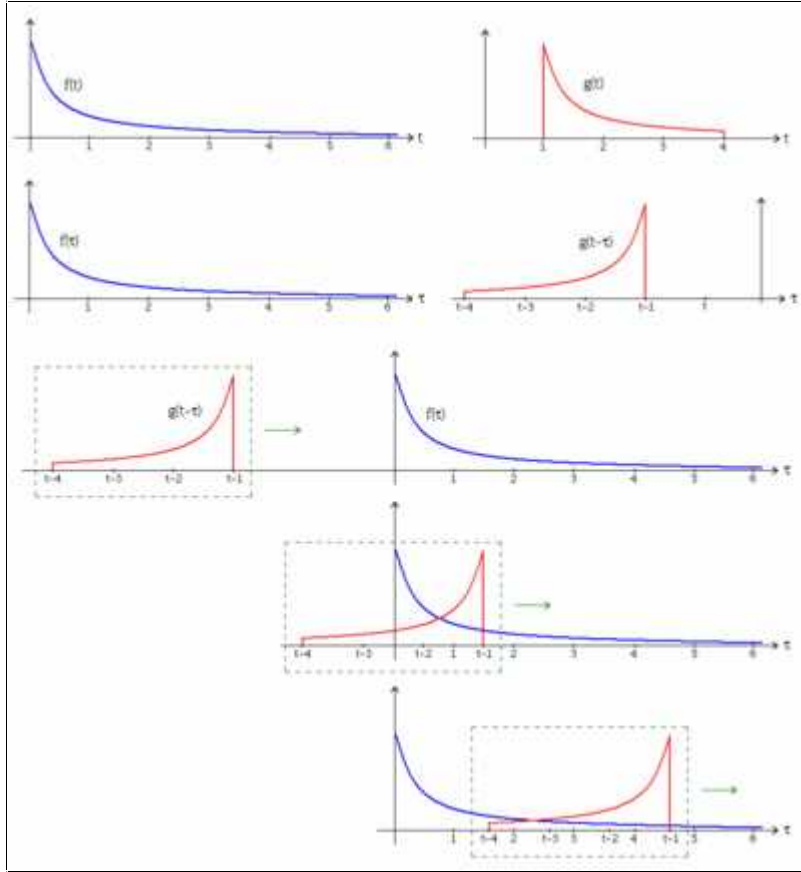 f(t) g(t)
1 2 3 4 5 6 t 1 2 3 4 t
f(τ) g(t-τ)
1 2 3 4 5 6 τ t-4 t-3 t-2 t-1 t τ
g(t-τ) f(τ)
t-4 t-3 t-2 t-1 1 2 3 4 5 6 τ
t-4 t-3 t-2 1 t-1 2 3 4 5 6 τ
1 t-4 2 t-3 3 t-2 4 t-1 5 6 τ